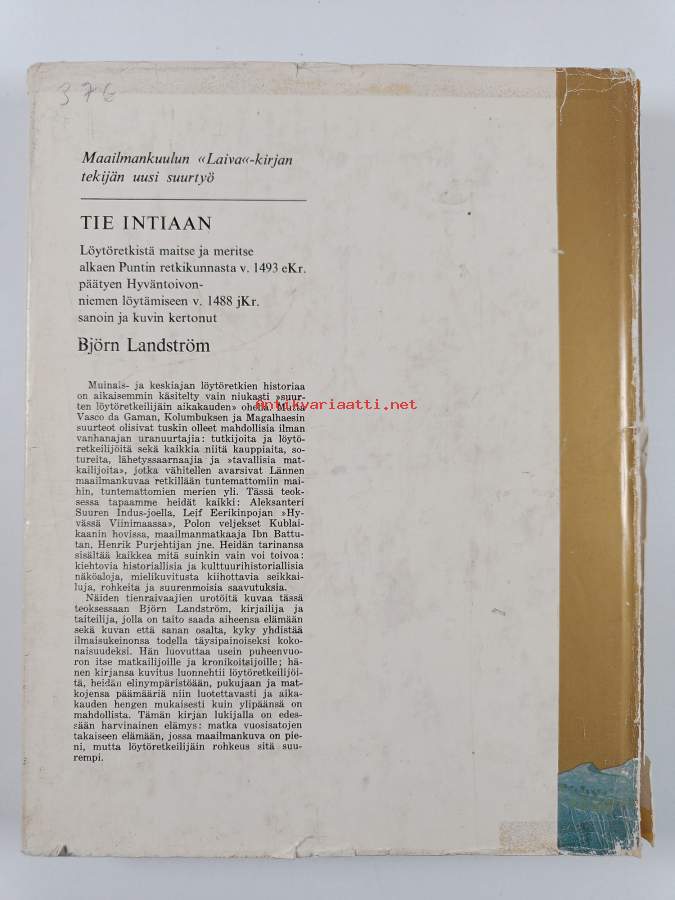 376
Maailmankuulun «Laiva«-kirjan
tekijän uusi suurtyö
TIE INTIAAN
Löytöretkistä maitse ja meritse
alkaen Puntin retkikunnasta v. 1493 eKr.
päätyen Hyväntoivon-
niemen löytämiseen v. 1488 jKr.
sanoin ja kuvin kertonut
Björn Landström
Muinais- ja keskiajan löytöretkien historiaa
on aikaisemmin käsitelty vain niukasti »suur-
ten löytöretkeilijäin aikakauden» ohella. Mutta
antikvariaatti.net
Vasco da Gaman, Kolumbuksen ja Magalhaesin
suurteot olisivat tuskin olleet mahdollisia ilman
vanhanajan uranuurtajia: tutkijoita ja löytö-
retkeilijöitä sekä kaikkia niitä kauppiaita, so-
tureita, lähetyssaarnaajia ja »tavallisia mat-
kailijoita», jotka vähitellen avarsivat Lännen
maailmankuvaa retkillään tuntemattomiin mai-
hin, tuntemattomien merien yli. Tässä teok-
sessa tapaamme heidät kaikki: Aleksanteri
Suuren Indus-joella, Leif Eerikinpojan »Hy-
vässä Viinimaassa», Polon veljekset Kublai-
kaanin hovissa, maailmanmatkaaja Ibn Battu-
tan, Henrik Purjehtijan jne. Heidän tarinansa
sisältää kaikkea mitä suinkin vain voi toivoa:
kiehtovia historiallisia ja kulttuurihistoriallisia
näköaloja, mielikuvitusta kiihottavia seikkai-
luja, rohkeita ja suurenmoisia saavutuksia.
Näiden tienraivaajien urotöitä kuvaa tässä
teoksessaan Björn Landström, kirjailija ja
taiteilija, jolla on taito saada aiheensa elämään
sekä kuvan että sanan osalta, kyky yhdistää
ilmaisukeinonsa todella täysipainoiseksi koko-
naisuudeksi. Hän luovuttaa usein puheenvuo-
ron itse matkailijoille ja kronikoitsijoille; hä-
nen kirjansa kuvitus luonnehtii löytöretkeilijöi-
tä, heidän elinympäristöään, pukujaan ja mat-
kojensa päämääriä niin luotettavasti ja aika-
kauden hengen mukaisesti kuin ylipäänsä on
mahdollista. Tämän kirjan lukijalla on edes-
sään harvinainen elämys: matka vuosisatojen
takaiseen elämään, jossa maailmankuva on pie-
ni, mutta löytöretkeilijäin rohkeus sitä suu-
rempi.